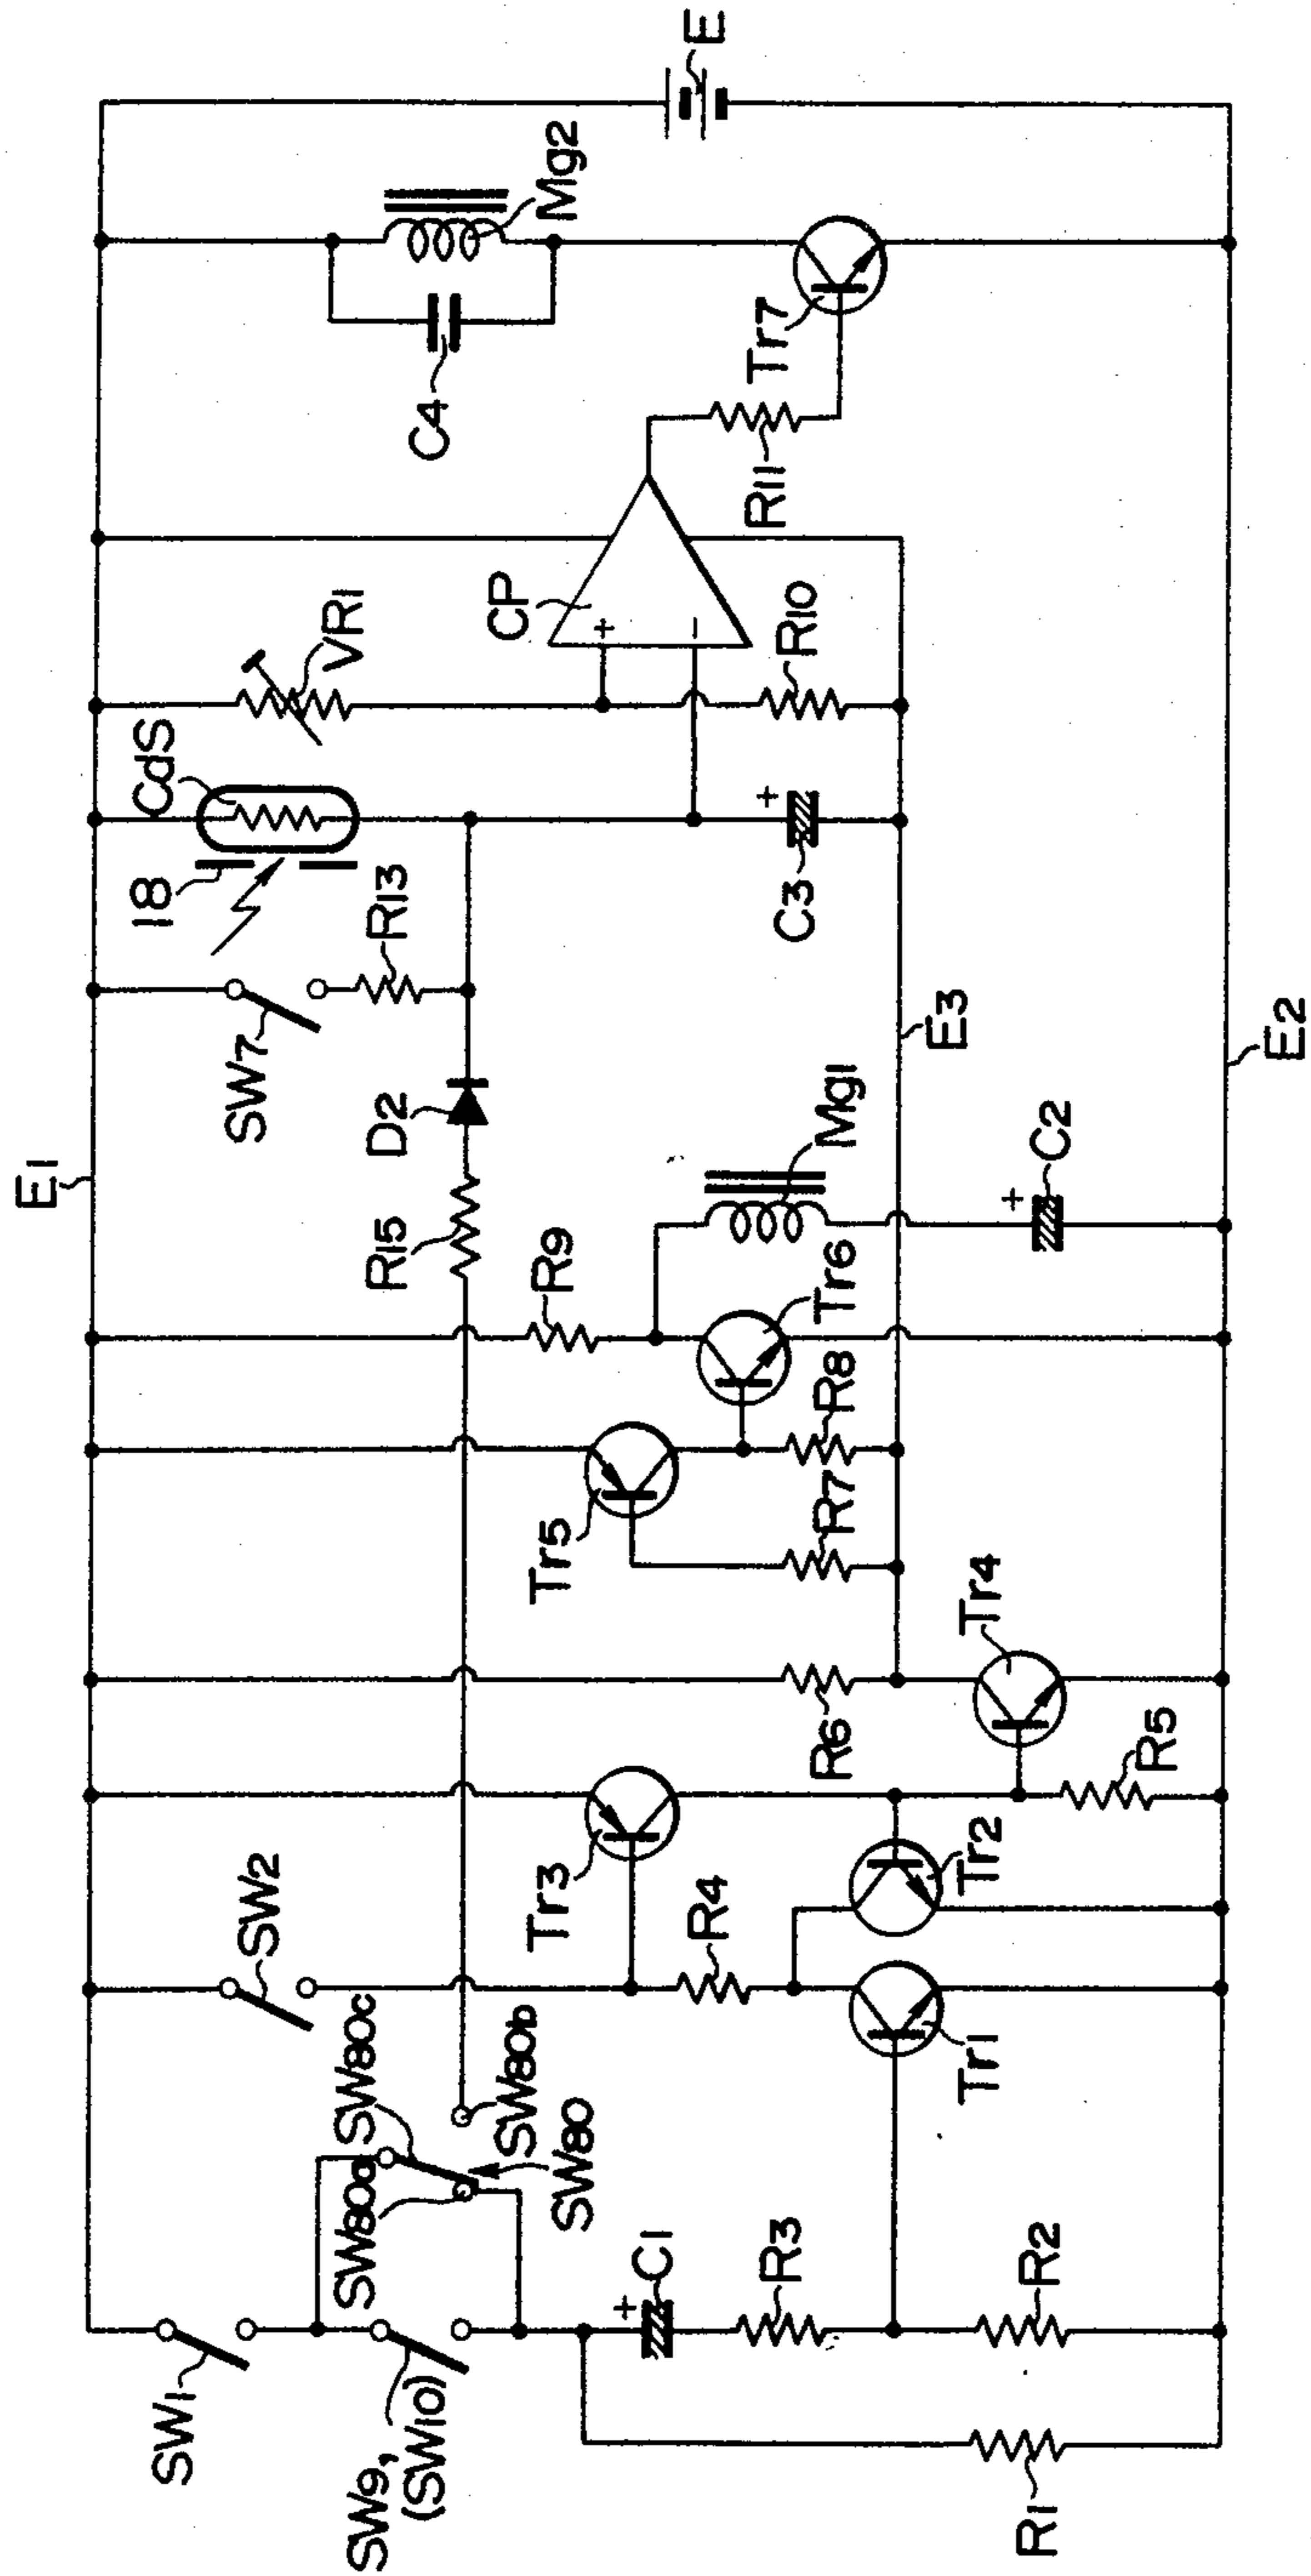 E1
E
Mg2
C4
Tr7
R11
CP
+
−
VR1
R10
CdS
18
R13
SW7
+
C3
E3
E2
D2
R15
R9
Mg1
+
C2
Tr6
R8
R7
Tr5
Tr4
R6
R5
Tr3
Tr2
SW2
R4
Tr1
SW80c
SW80b
SW80a
SW80
SW1
SW9,
(SW10)
+
C1
R3
R2
R1